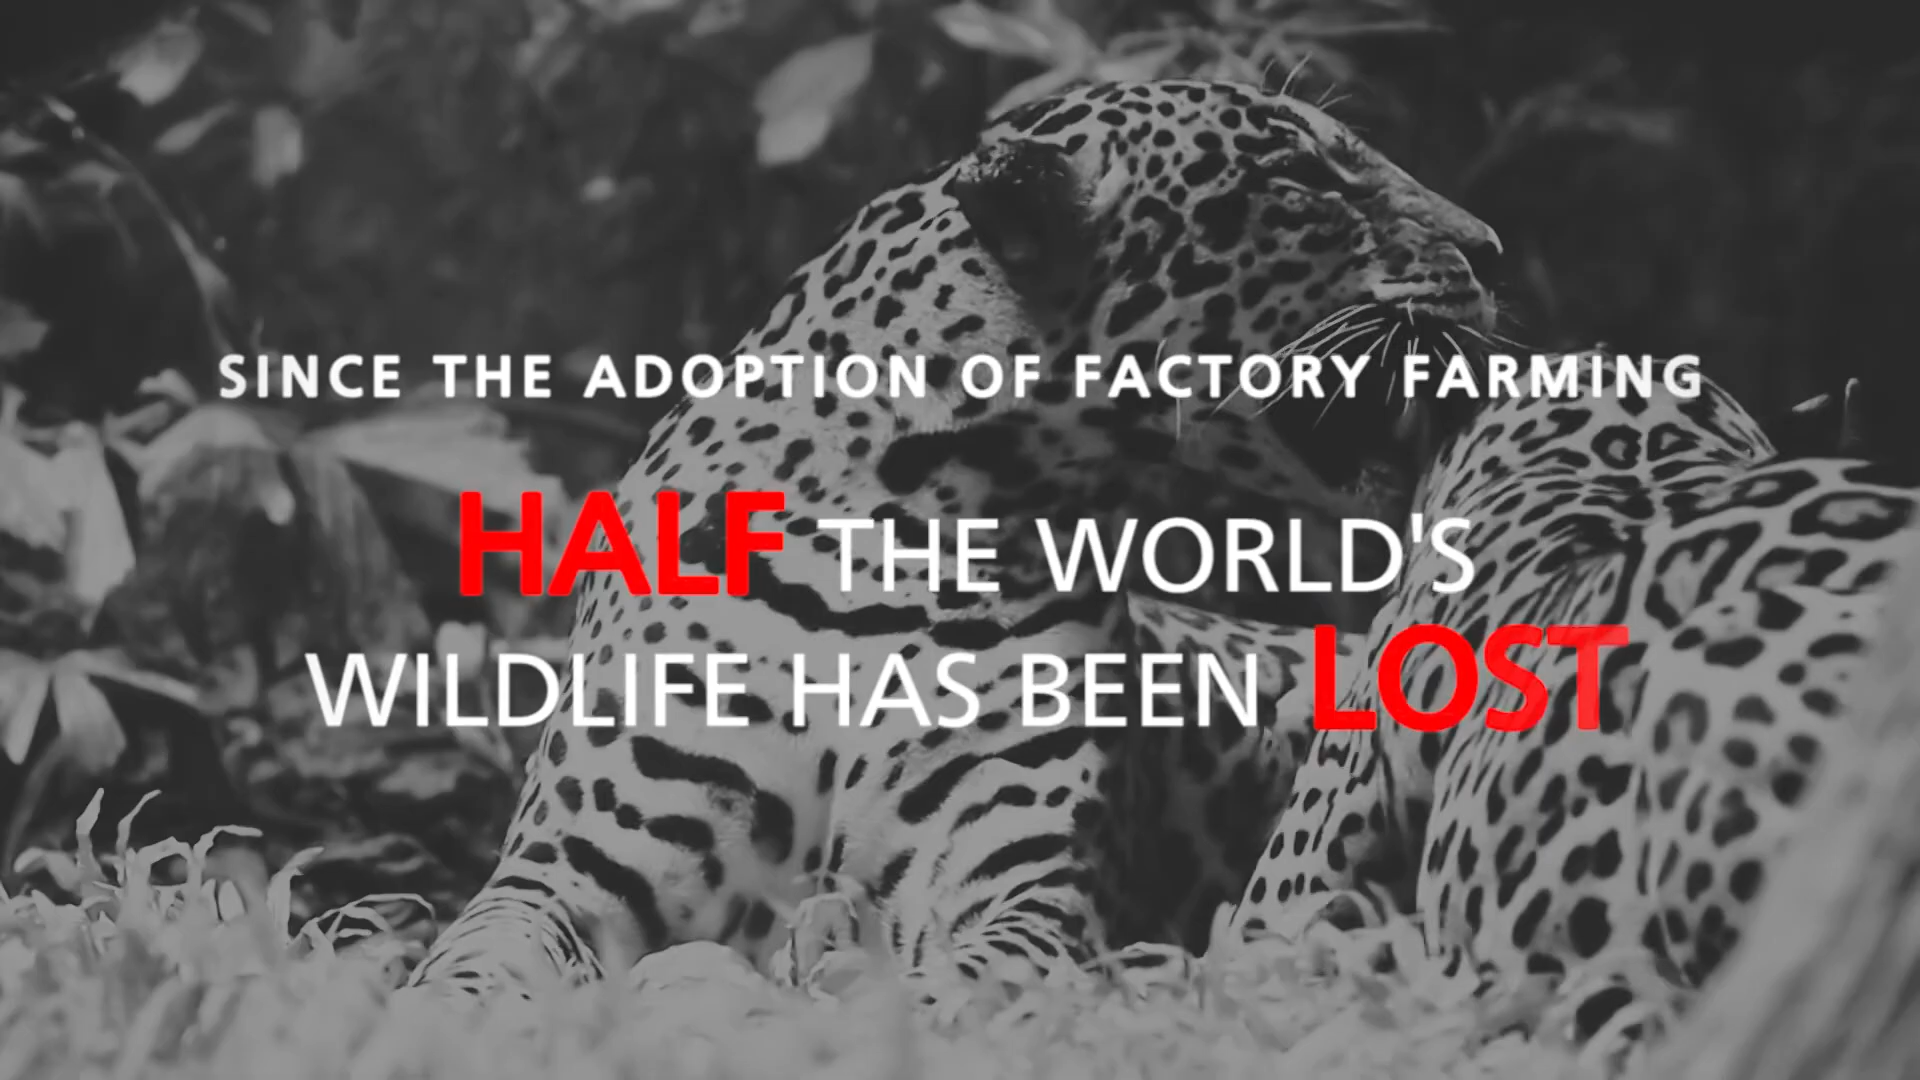 SINCE THE ADOPTION OF FACTORY FARMING
HALF THE WORLD'S
WILDLIFE HAS BEEN LOST